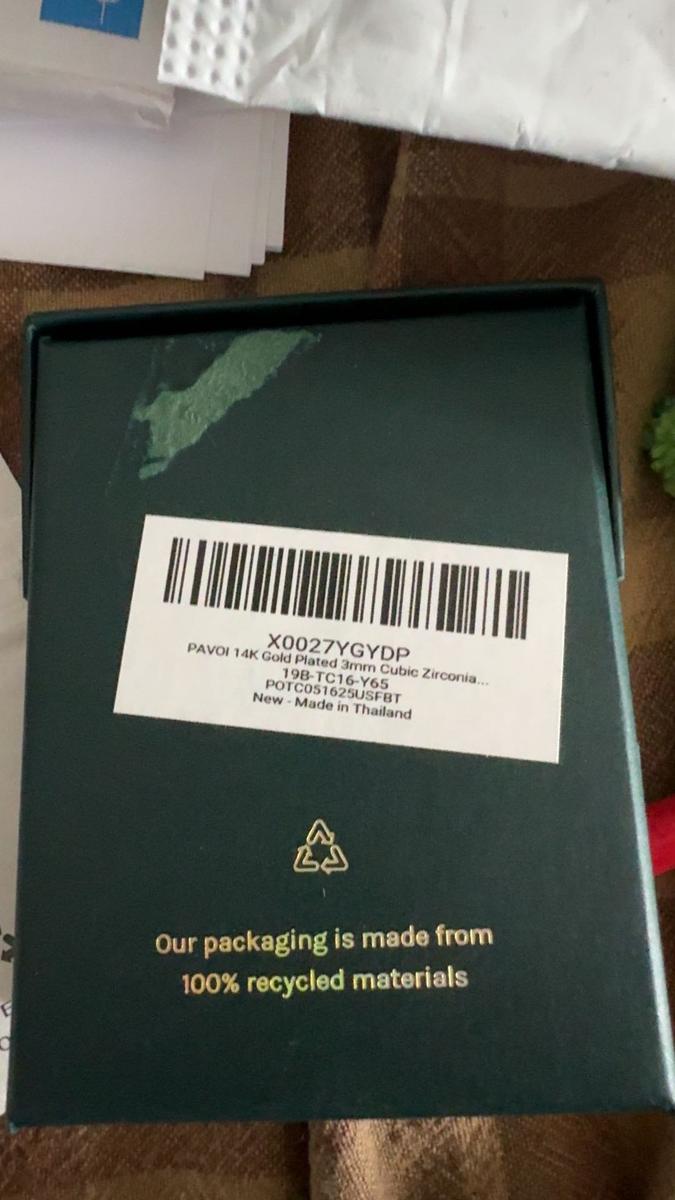 X0027YGYDP
PAVOI 14K Gold Plated 3mm Cubic Zirconia...
19B-TC16-Y65
POTC051625USFBT
New - Made in Thailand
Our packaging is made from
100% recycled materials